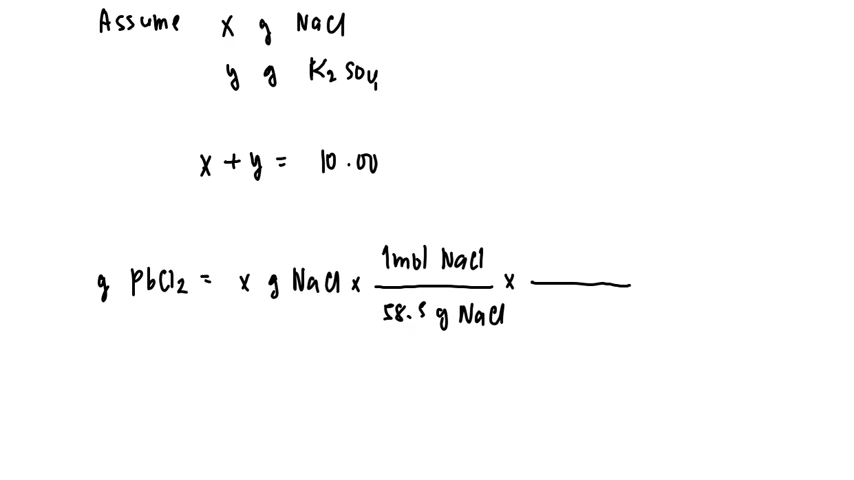 Assume x g NaCl
y g K2SO4
x + y = 10.00
g PbCl2 = x g NaCl × 1mol NaCl / 58.5 g NaCl × ______